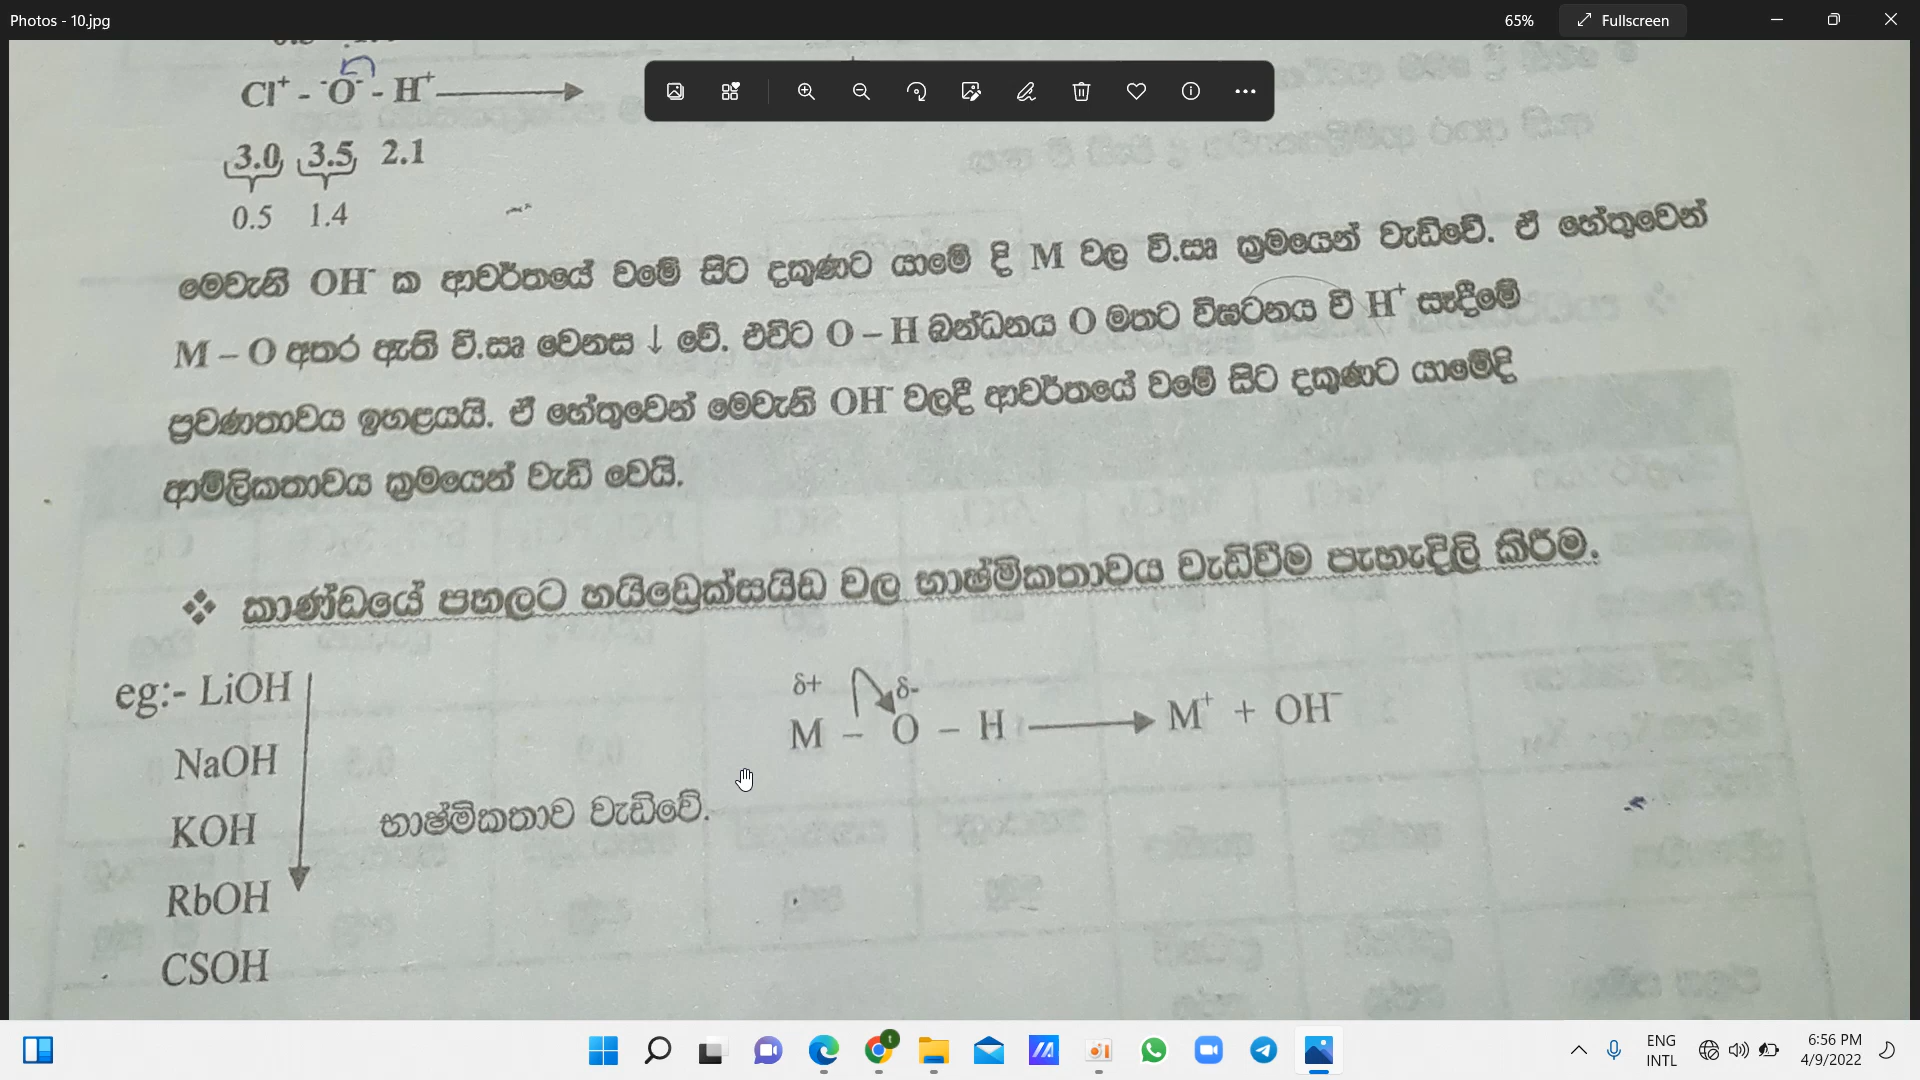 Photos - 10.jpg
65%
Fullscreen
Cl⁺ - ⁻O⁻ - H⁺
3.0 3.5 2.1
0.5 1.4
මෙවැනි OH⁻ ක ආවර්තයේ වමේ සිට දකුණට යාමේ දි M වල වි.සෘ ක්‍රමයෙන් වැඩිවේ. ඒ හේතුවෙන්
M – O අතර ඇති වි.සෘ වෙනස ↓ වේ. එවිට O – H බන්ධනය O මතට විඝටනය වී H⁺ සෑදීමේ
ප්‍රවණතාවය ඉහළයයි. ඒ හේතුවෙන් මෙවැනි OH⁻ වලදී ආවර්තයේ වමේ සිට දකුණට යාමේදි
ආම්ලිකතාවය ක්‍රමයෙන් වැඩි වෙයි.
❖ කාණ්ඩයේ පහලට හයිඩ්‍රොක්සයිඩ වල භාෂ්මිකතාවය වැඩිවීම පැහැදිලි කිරීම.
eg:- LiOH
NaOH
KOH
RbOH
CSOH
භාෂ්මිකතාව වැඩිවේ.
δ+ δ-
M – O – H → M⁺ + OH⁻
ENG
INTL
6:56 PM
4/9/2022